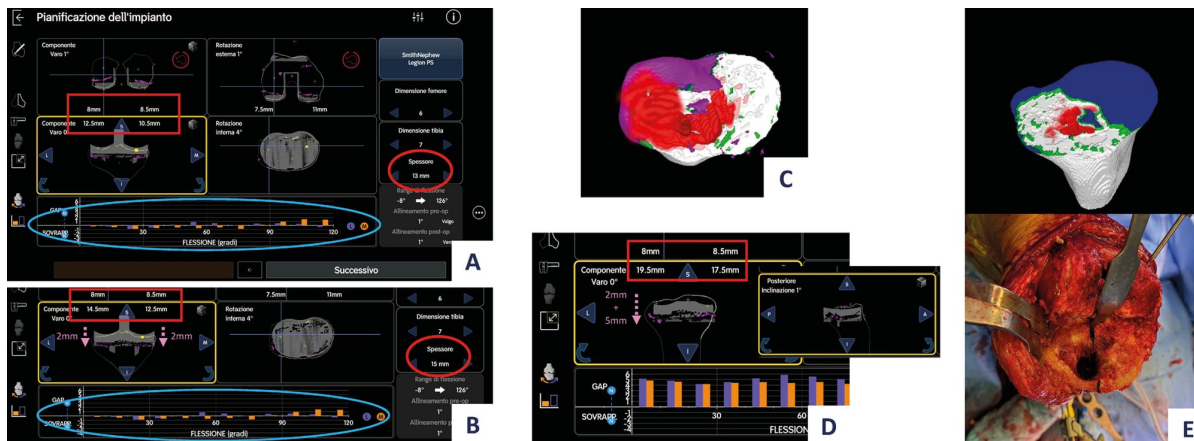 Pianificazione dell'impianto
Componente
Varo 1°
Rotazione
esterna 1°
SmithNephew
Legion PS
Dimensione femore
6
8mm 8.5mm
7.5mm 11mm
Componente
Varo 0°
12.5mm 10.5mm
S
L
M
I
Rotazione
interna 4°
Dimensione tibia
7
Spessore
13 mm
Range di flessione
-8° 126°
Allineamento pre-op
1° Valgo
Allineamento post-op
1°
GAP
N
SOVRAPP.
N
30 60 90 120
L M
FLESSIONE (gradi)
Successivo
A
8mm 8.5mm
7.5mm 11mm
6
Componente
Varo 0°
14.5mm 12.5mm
S
2mm 2mm
L
M
I
Rotazione
interna 4°
Dimensione tibia
7
Spessore
15 mm
Range di flessione
-8° 126°
Allineamento pre-op
1°
Allineamento
1°
GAP
N
SOVRAPP.
N
30 60 90 120
L M
FLESSIONE (gradi)
B
C
8mm 8.5mm
Componente
Varo 0°
19.5mm 17.5mm
S
2mm
+
5mm
L
I
Posteriore
Inclinazione 1°
S
P
A
I
GAP
N
SOVRAPP.
N
30 60
FLESSION
D
E